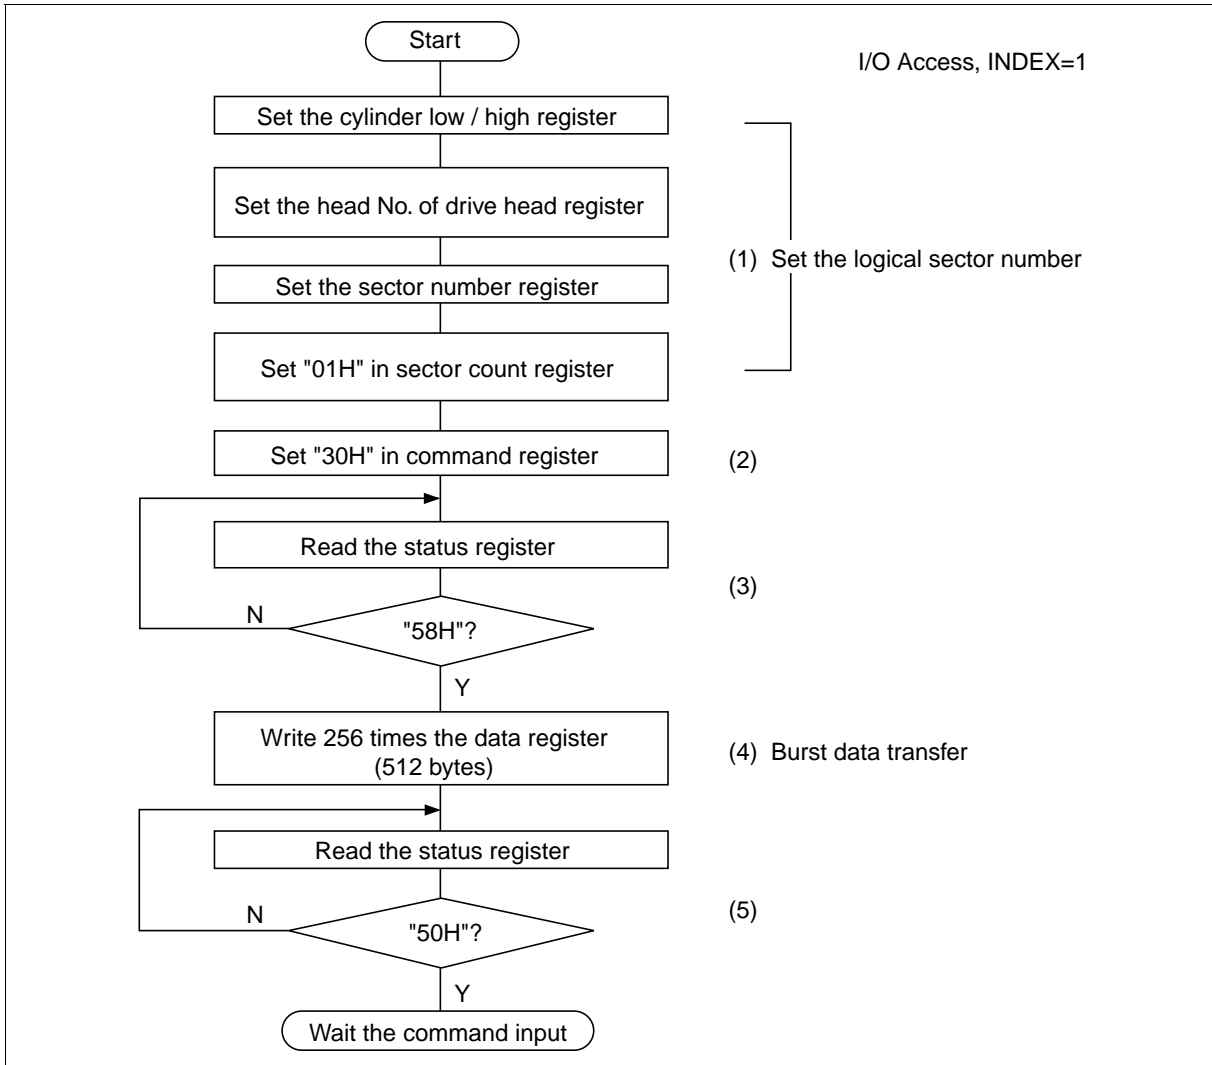 Start
I/O Access, INDEX=1
Set the cylinder low / high register
Set the head No. of drive head register
(1) Set the logical sector number
Set the sector number register
Set "01H" in sector count register
Set "30H" in command register
(2)
Read the status register
(3)
N
"58H"?
Y
Write 256 times the data register
(512 bytes)
(4) Burst data transfer
Read the status register
(5)
N
"50H"?
Y
Wait the command input